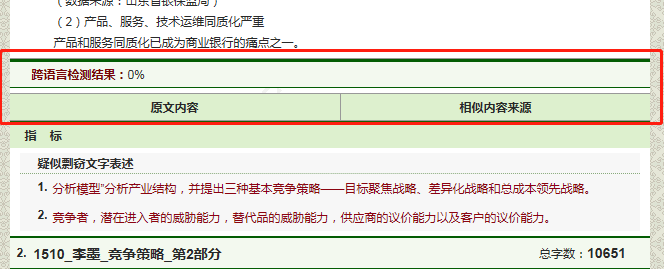 （数据来源：山东省银保监局）
（2）产品、服务、技术运维同质化严重
产品和服务同质化已成为商业银行的痛点之一。
跨语言检测结果：0%
原文内容 相似内容来源
指 标
疑似剽窃文字表述
1. 分析模型”分析产业结构，并提出三种基本竞争策略——目标聚焦战略、差异化战略和总成本领先战略。
2. 竞争者，潜在进入者的威胁能力，替代品的威胁能力，供应商的议价能力以及客户的议价能力。
2. 1510_李墨_竞争策略_第2部分 总字数：10651